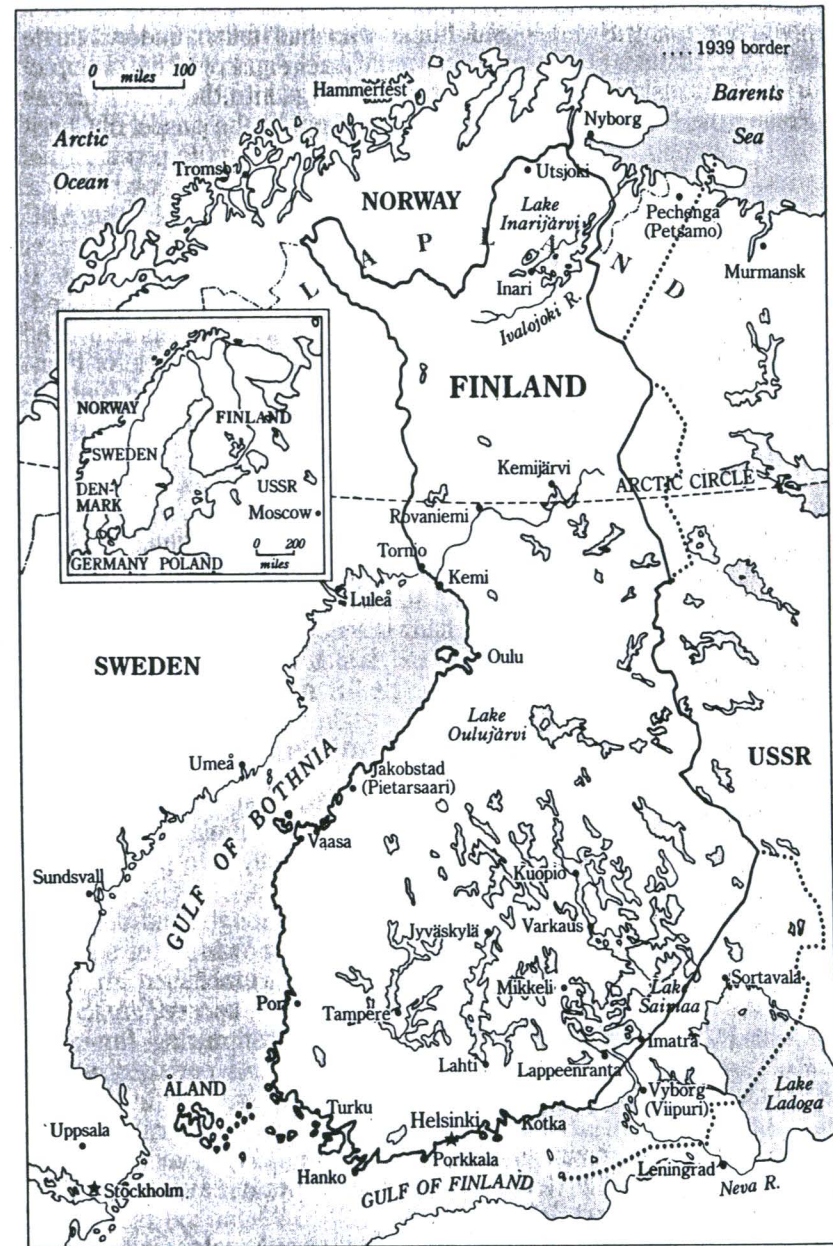 .... 1939 border
0 100
miles
Hammerfest
Barents
Sea
Nyborg
Arctic
Ocean
Tromsö
Utsjoki
NORWAY
Lake
Inarijärvi
Pechenga
(Petsamo)
LAPLAND
Murmansk
Inari
Ivalojoki R.
FINLAND
NORWAY
FINLAND
SWEDEN
USSR
DEN-
MARK
Moscow
0 200
miles
GERMANY POLAND
Kemijärvi
ARCTIC CIRCLE
Rovaniemi
Tornio
Kemi
Luleå
SWEDEN
Oulu
Lake
Oulujärvi
USSR
Umeå
Jakobstad
(Pietarsaari)
GULF OF BOTHNIA
Vaasa
Sundsvall
Kuopio
Jyväskylä
Varkaus
Mikkeli
Lake
Saimaa
Sortavala
Pori
Tampere
Imatra
Lahti
Lappeenranta
Vyborg
(Viipuri)
Lake
Ladoga
ÅLAND
Turku
Helsinki
Kotka
Uppsala
Hanko
Porkkala
Leningrad
Stockholm
GULF OF FINLAND
Neva R.